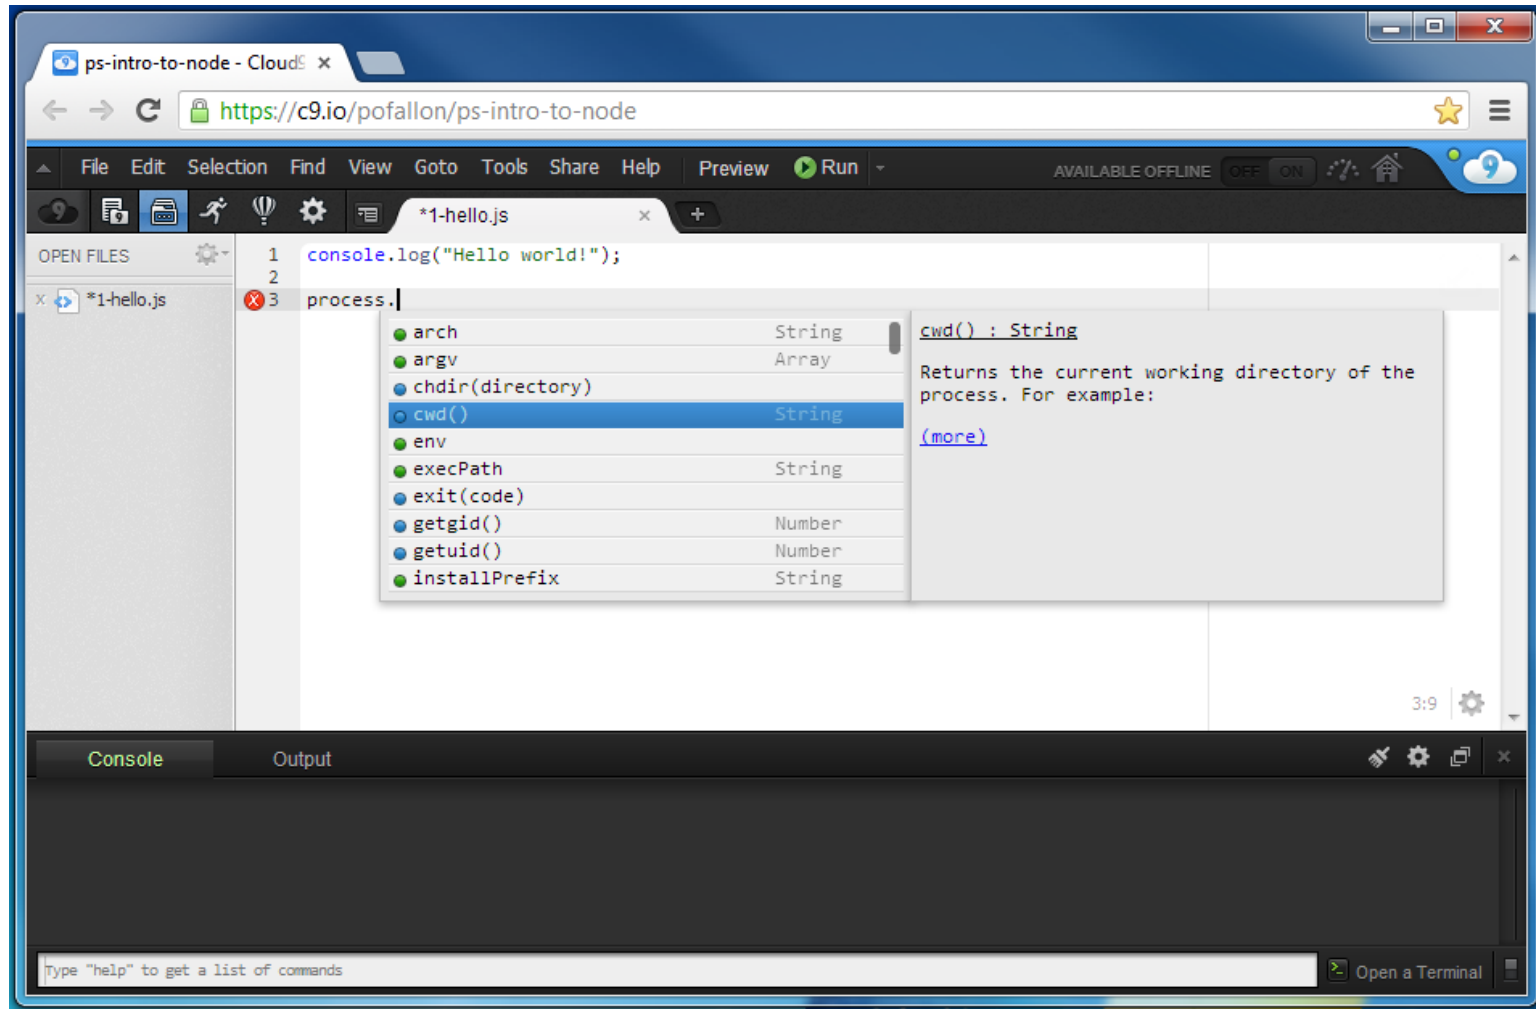 ps-intro-to-node - Cloud9
https://c9.io/pofallon/ps-intro-to-node
File Edit Selection Find View Goto Tools Share Help Preview Run AVAILABLE OFFLINE OFF ON 9
9 *1-hello.js
OPEN FILES
*1-hello.js
1 console.log("Hello world!");
2
3 process.
arch String
argv Array
chdir(directory)
cwd() String
env
execPath String
exit(code)
getgid() Number
getuid() Number
installPrefix String
cwd() : String
Returns the current working directory of the
process. For example:
(more)
3:9
Console Output
Type "help" to get a list of commands
Open a Terminal